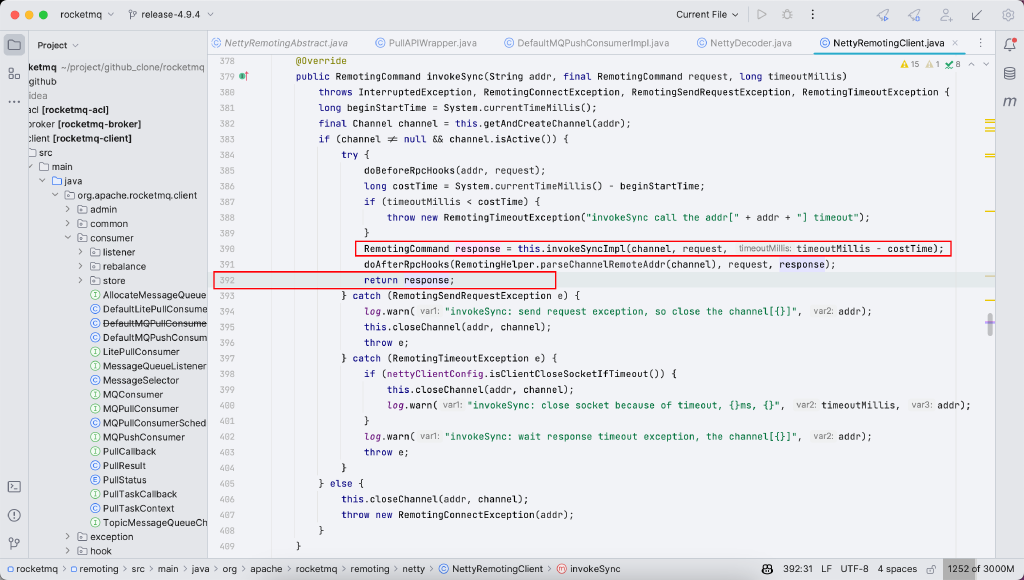 rocketmq
release-4.9.4
Current File
Project
NettyRemotingAbstract.java
PullAPIWrapper.java
DefaultMQPushConsumerImpl.java
NettyDecoder.java
NettyRemotingClient.java
ketmq ~/project/github_clone/rocketmq
github
idea
acl [rocketmq-acl]
broker [rocketmq-broker]
client [rocketmq-client]
src
main
java
org.apache.rocketmq.client
admin
common
consumer
listener
rebalance
store
AllocateMessageQueue
DefaultLitePullConsume
DefaultMQPullConsume
DefaultMQPushConsum
LitePullConsumer
MessageQueueListener
MessageSelector
MQConsumer
MQPullConsumer
MQPullConsumerSched
MQPushConsumer
PullCallback
PullResult
PullStatus
PullTaskCallback
PullTaskContext
TopicMessageQueueCh
exception
hook
15 1 8
378 @Override
379 public RemotingCommand invokeSync(String addr, final RemotingCommand request, long timeoutMillis)
380 throws InterruptedException, RemotingConnectException, RemotingSendRequestException, RemotingTimeoutException {
381 long beginStartTime = System.currentTimeMillis();
382 final Channel channel = this.getAndCreateChannel(addr);
383 if (channel ≠ null && channel.isActive()) {
384 try {
385 doBeforeRpcHooks(addr, request);
386 long costTime = System.currentTimeMillis() - beginStartTime;
387 if (timeoutMillis < costTime) {
388 throw new RemotingTimeoutException("invokeSync call the addr[" + addr + "] timeout");
389 }
390 RemotingCommand response = this.invokeSyncImpl(channel, request, timeoutMillis: timeoutMillis - costTime);
391 doAfterRpcHooks(RemotingHelper.parseChannelRemoteAddr(channel), request, response);
392 return response;
393 } catch (RemotingSendRequestException e) {
394 log.warn( var1: "invokeSync: send request exception, so close the channel[{}]", var2: addr);
395 this.closeChannel(addr, channel);
396 throw e;
397 } catch (RemotingTimeoutException e) {
398 if (nettyClientConfig.isClientCloseSocketIfTimeout()) {
399 this.closeChannel(addr, channel);
400 log.warn( var1: "invokeSync: close socket because of timeout, {}ms, {}", var2: timeoutMillis, var3: addr);
401 }
402 log.warn( var1: "invokeSync: wait response timeout exception, the channel[{}]", var2: addr);
403 throw e;
404 }
405 } else {
406 this.closeChannel(addr, channel);
407 throw new RemotingConnectException(addr);
408 }
409 }
m
rocketmq > remoting > src > main > java > org > apache > rocketmq > remoting > netty > NettyRemotingClient > invokeSync
392:31 LF UTF-8 4 spaces 1252 of 3000M